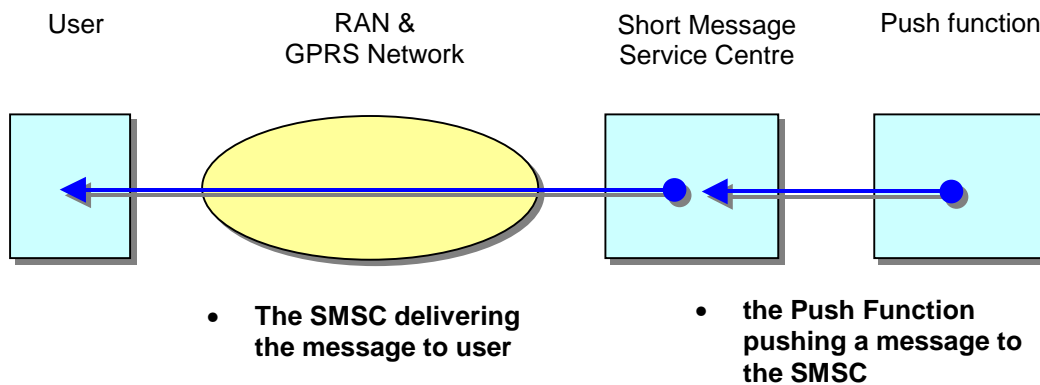 User
RAN &
GPRS Network
Short Message
Service Centre
Push function
• The SMSC delivering
the message to user
• the Push Function
pushing a message to
the SMSC